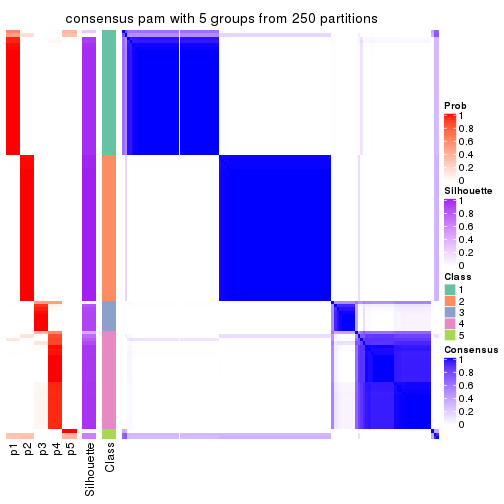 consensus pam with 5 groups from 250 partitions
Prob
1
0.8
0.6
0.4
0.2
0
Silhouette
1
0.8
0.6
0.4
0.2
0
Class
1
2
3
4
5
Consensus
1
0.8
0.6
0.4
0.2
0
p1
p2
p3
p4
p5
Silhouette
Class